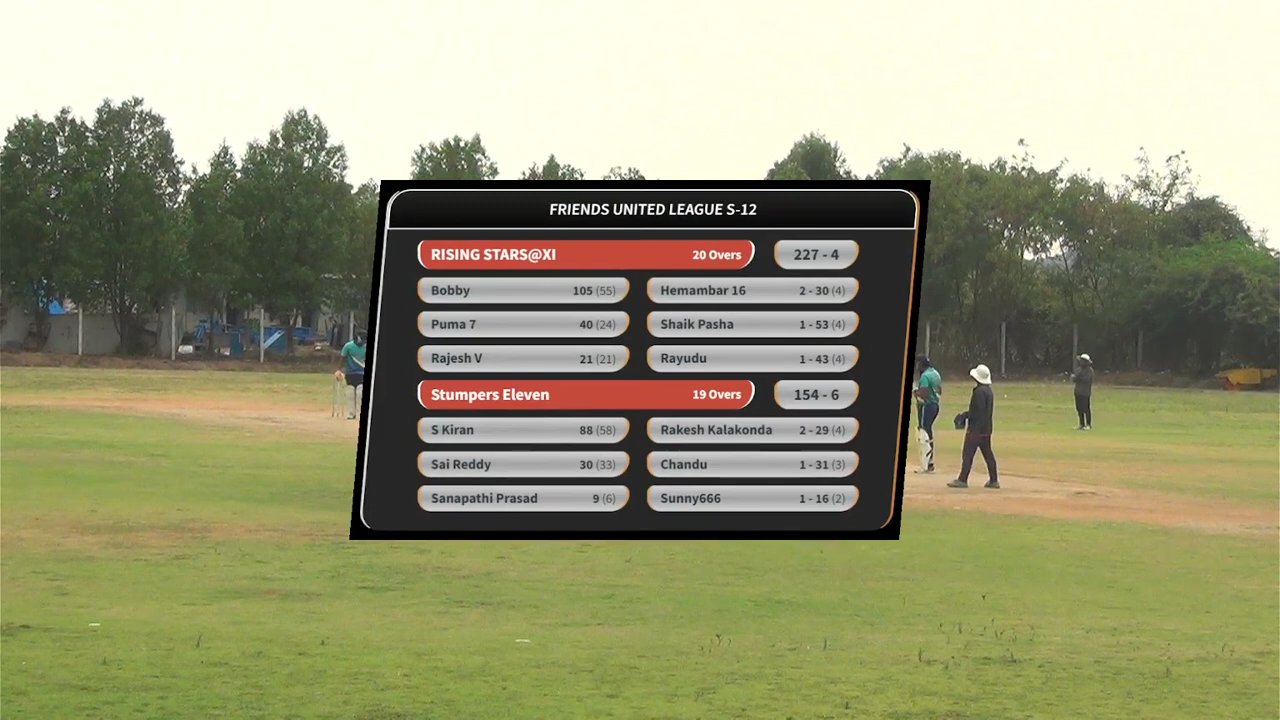 FRIENDS UNITED LEAGUE S-12
RISING STARS@XI 20 Overs 227 - 4
Bobby 105 (55) Hemambar 16 2 - 30 (4)
Puma 7 40 (24) Shaik Pasha 1 - 53 (4)
Rajesh V 21 (21) Rayudu 1 - 43 (4)
Stumpers Eleven 19 Overs 154 - 6
S Kiran 88 (58) Rakesh Kalakonda 2 - 29 (4)
Sai Reddy 30 (33) Chandu 1 - 31 (3)
Sanapathi Prasad 9 (6) Sunny666 1 - 16 (2)